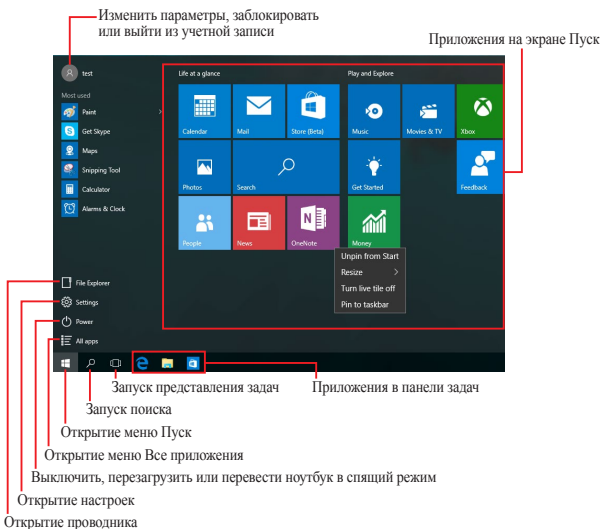 Изменить параметры, заблокировать
или выйти из учетной записи
Приложения на экране Пуск
test
Life at a glance
Play and Explore
Most used
Paint
Get Skype
Maps
Snipping Tool
Calculator
Alarms & Clock
Calendar
Mail
Store (Beta)
Music
Movies & TV
Xbox
Photos
Search
Get Started
Feedback
People
News
OneNote
Money
Unpin from Start
Resize
Turn live tile off
Pin to taskbar
File Explorer
Settings
Power
All apps
Запуск представления задач
Приложения в панели задач
Запуск поиска
Открытие меню Пуск
Открытие меню Все приложения
Выключить, перезагрузить или перевести ноутбук в спящий режим
Открытие настроек
Открытие проводника